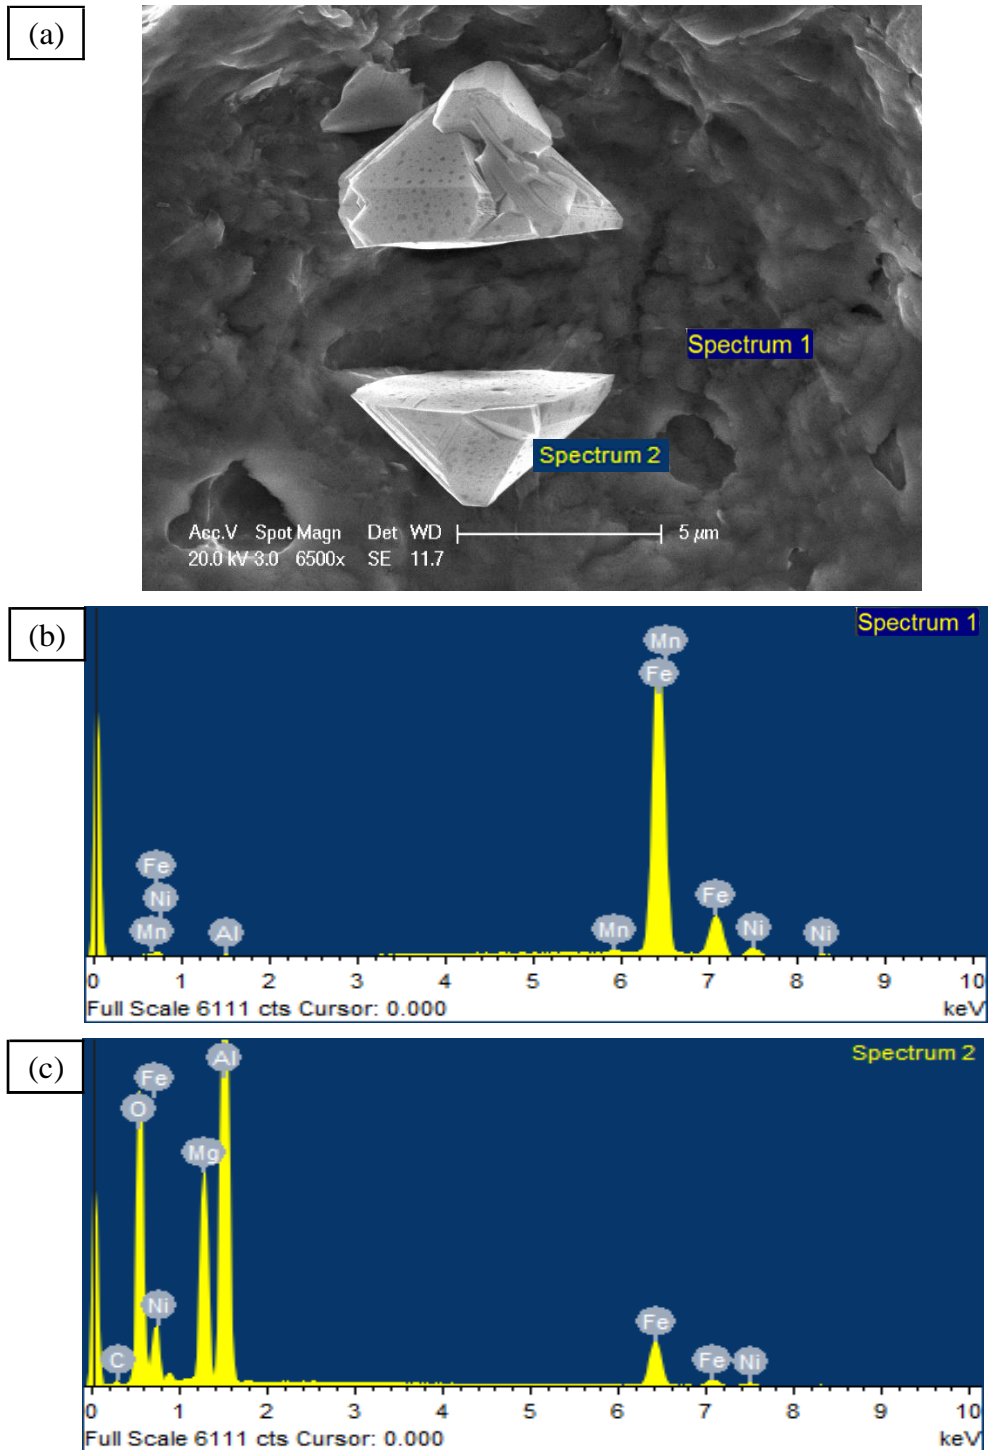 (a)
Spectrum 1
Spectrum 2
Acc.V Spot Magn Det WD 5 µm
20.0 kV 3.0 6500x SE 11.7
(b)
Spectrum 1
Mn
Fe
Fe
Ni
Mn
Al
Mn
Fe
Ni
Ni
0 1 2 3 4 5 6 7 8 9 10
Full Scale 6111 cts Cursor: 0.000 keV
(c)
Spectrum 2
Al
Fe
O
Mg
Ni
C
Fe
Fe
Ni
0 1 2 3 4 5 6 7 8 9 10
Full Scale 6111 cts Cursor: 0.000 keV